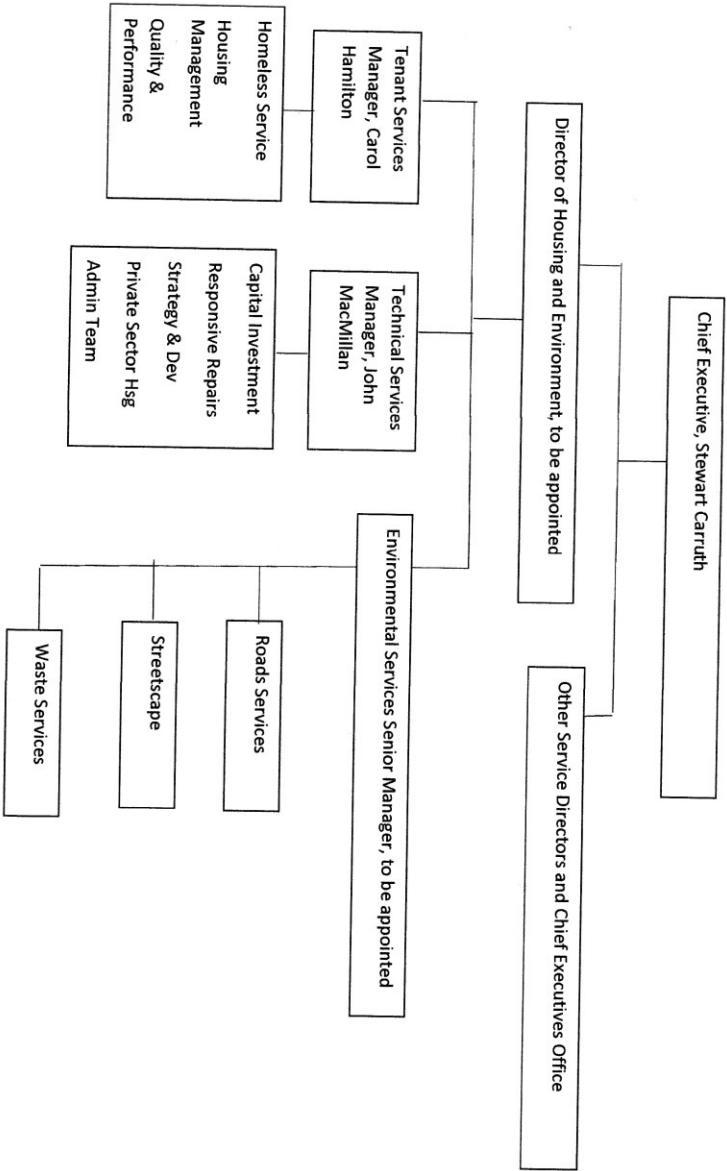 Chief Executive, Stewart Carruth
Director of Housing and Environment, to be appointed
Other Service Directors and Chief Executives Office
Tenant Services
Manager, Carol
Hamilton
Technical Services
Manager, John
MacMillan
Environmental Services Senior Manager, to be appointed
Homeless Service
Housing
Management
Quality &
Performance
Capital Investment
Responsive Repairs
Strategy & Dev
Private Sector Hsg
Admin Team
Roads Services
Streetscape
Waste Services